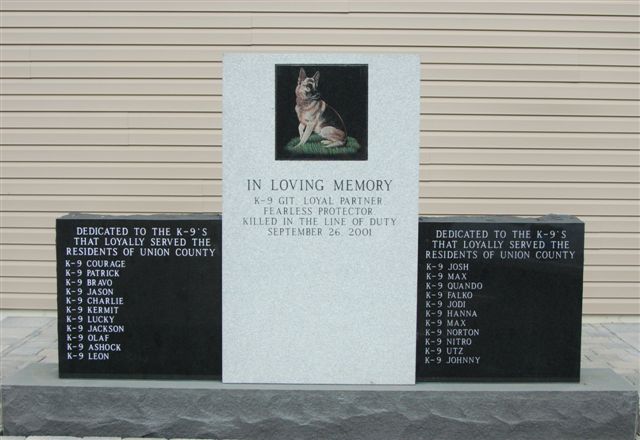 IN LOVING MEMORY
K-9 GIT, LOYAL PARTNER
FEARLESS PROTECTOR
KILLED IN THE LINE OF DUTY
SEPTEMBER 26, 2001
DEDICATED TO THE K-9'S
THAT LOYALLY SERVED THE
RESIDENTS OF UNION COUNTY
K-9 COURAGE
K-9 PATRICK
K-9 BRAVO
K-9 JASON
K-9 CHARLIE
K-9 KERMIT
K-9 LUCKY
K-9 JACKSON
K-9 OLAF
K-9 ASHOCK
K-9 LEON
DEDICATED TO THE K-9'S
THAT LOYALLY SERVED THE
RESIDENTS OF UNION COUNTY
K-9 JOSH
K-9 MAX
K-9 QUANDO
K-9 FALKO
K-9 JODI
K-9 HANNA
K-9 MAX
K-9 NORTON
K-9 NITRO
K-9 UTZ
K-9 JOHNNY